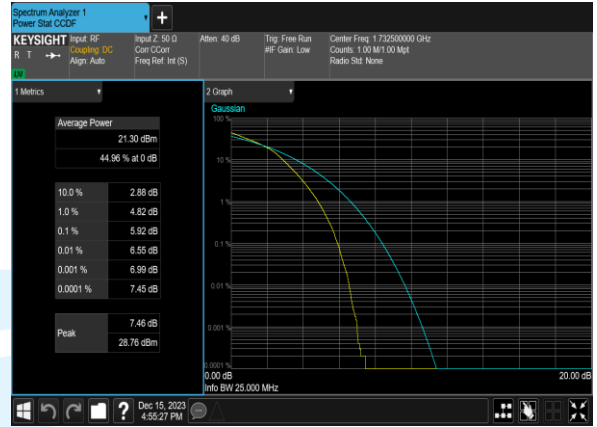 Spectrum Analyzer 1
Power Stat CCDF
+
KEYSIGHT
R T
LV
Input: RF
Coupling: DC
Align: Auto
Input Z: 50 Ω
Corr CCorr
Freq Ref: Int (S)
Atten: 40 dB
Trig: Free Run
#IF Gain: Low
Center Freq: 1.732500000 GHz
Counts: 1.00 M/1.00 Mpt
Radio Std: None
1 Metrics
Average Power
21.30 dBm
44.96 % at 0 dB
10.0 % 2.88 dB
1.0 % 4.82 dB
0.1 % 5.92 dB
0.01 % 6.55 dB
0.001 % 6.99 dB
0.0001 % 7.45 dB
Peak
7.46 dB
28.76 dBm
2 Graph
Gaussian
100 %
10 %
1 %
0.1 %
0.01 %
0.001 %
0.0001 %
0.00 dB 20.00 dB
Info BW 25.000 MHz
?
Dec 15, 2023
4:55:27 PM